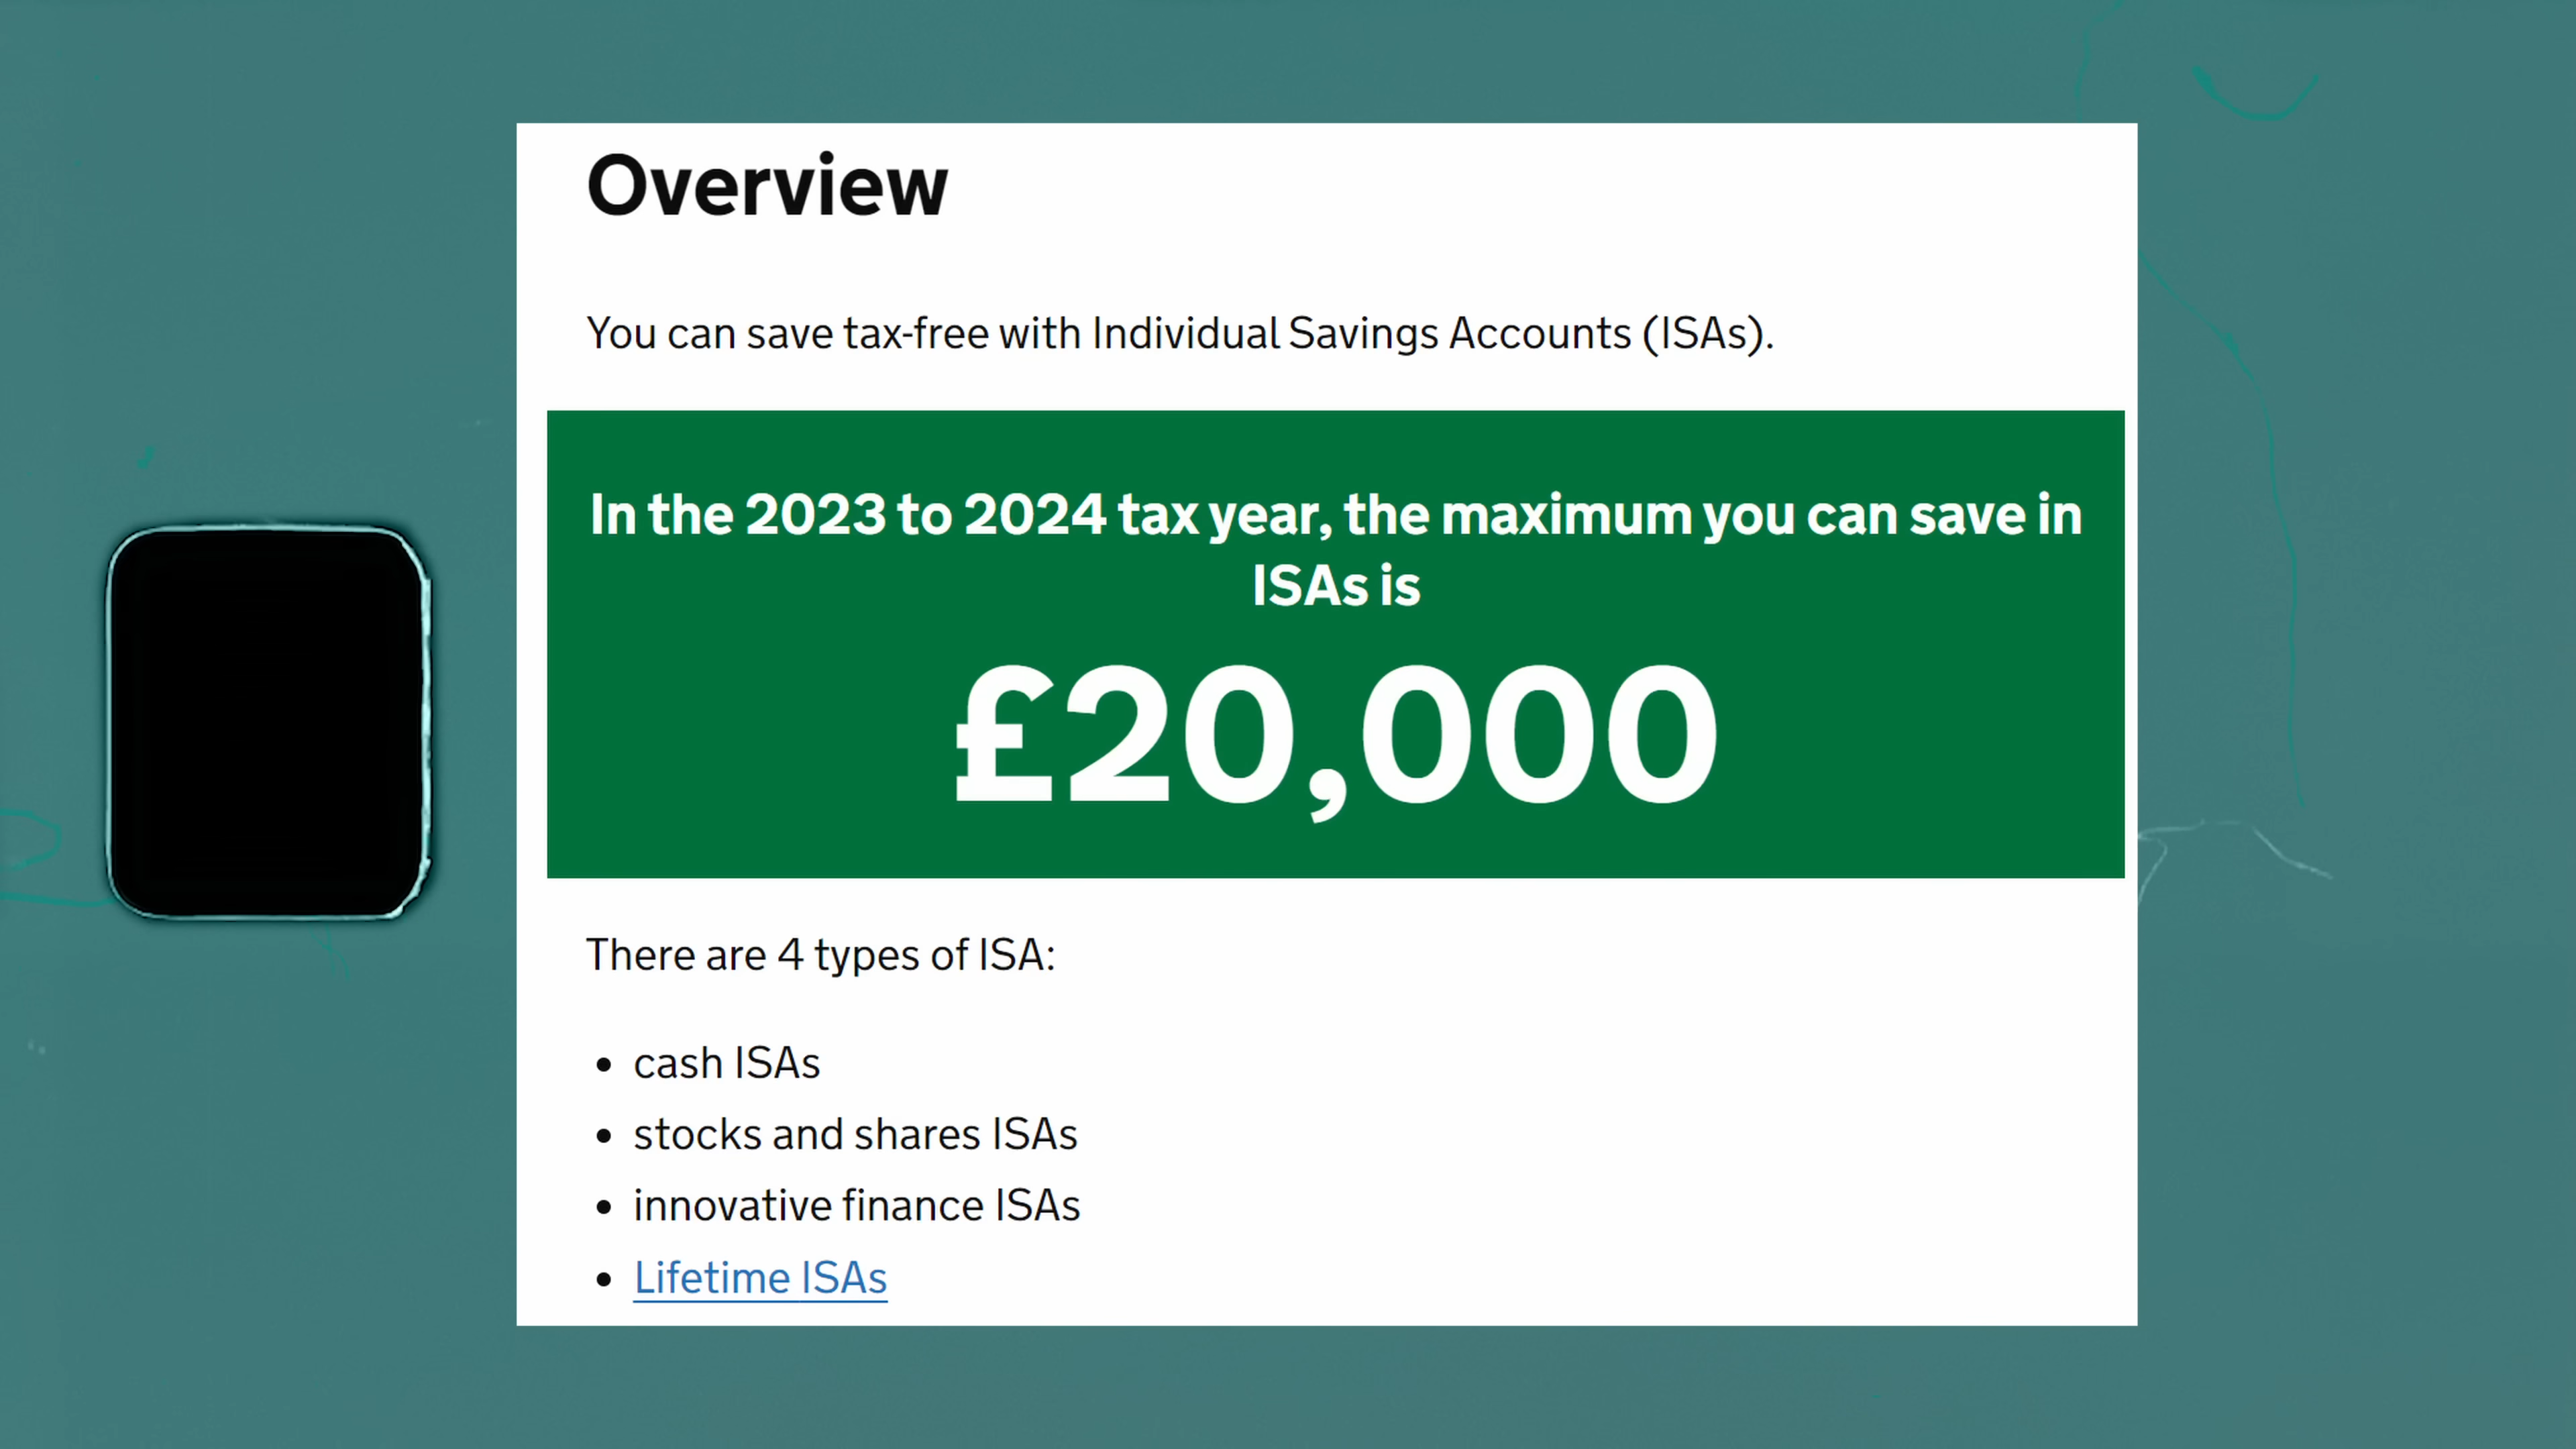 Overview
You can save tax-free with Individual Savings Accounts (ISAs).
In the 2023 to 2024 tax year, the maximum you can save in
ISAs is
£20,000
There are 4 types of ISA:
• cash ISAs
• stocks and shares ISAs
• innovative finance ISAs
• Lifetime ISAs